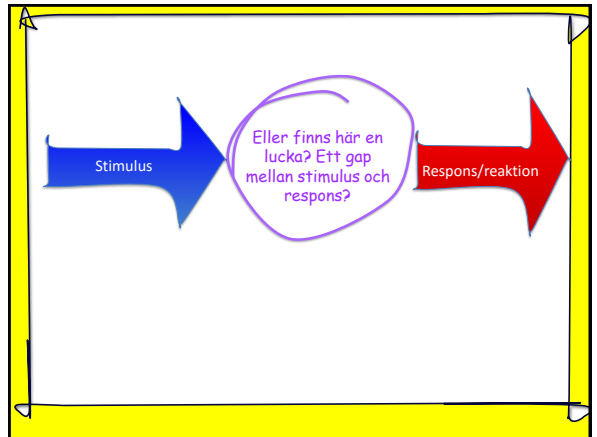 Stimulus
Eller finns här en
lucka? Ett gap
mellan stimulus och
respons?
Respons/reaktion